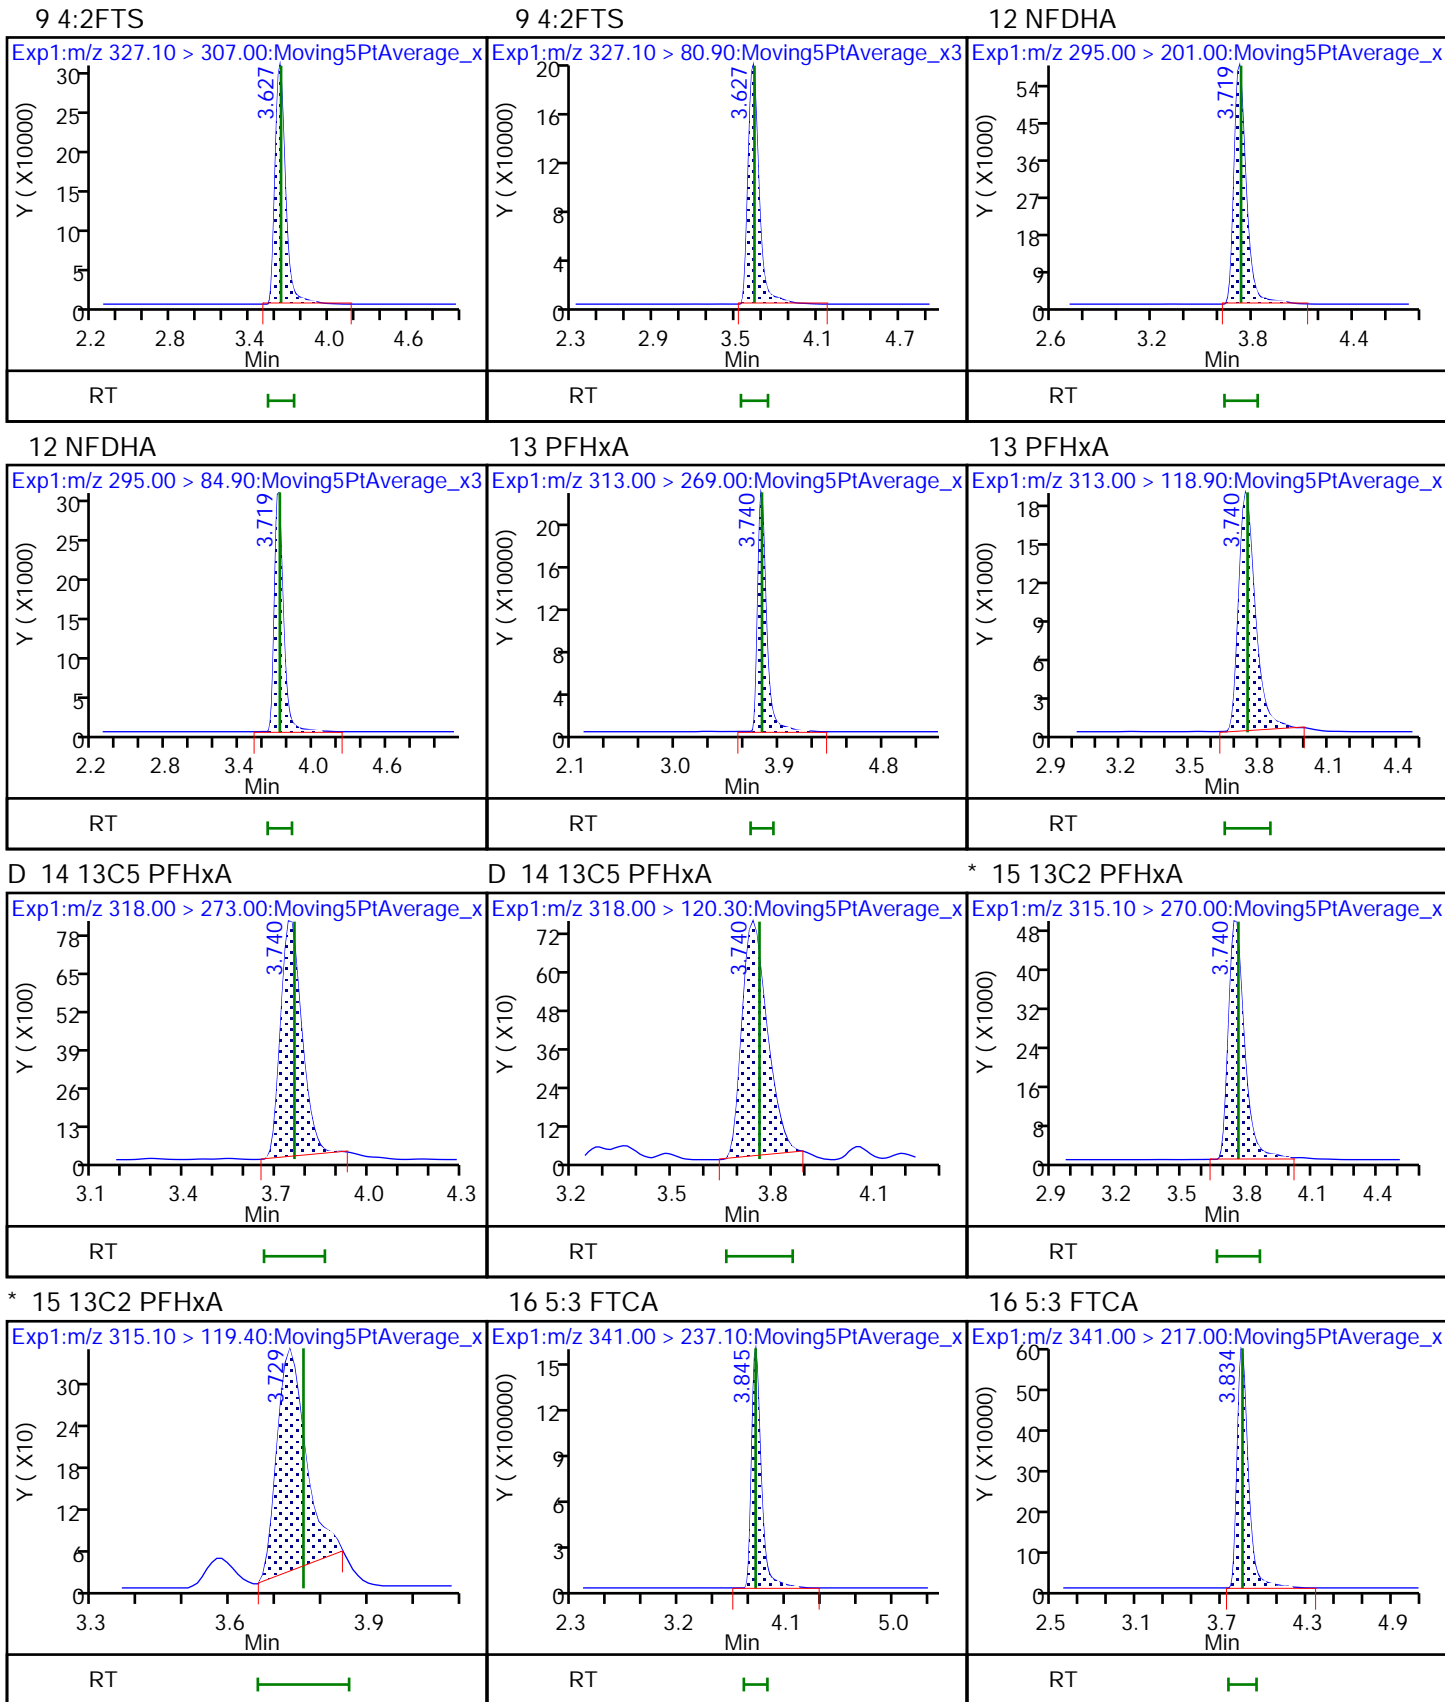 9 4:2FTS
Exp1:m/z 327.10 > 307.00:Moving5PtAverage_x
3.627
Y ( X10000)
30
25
20
15
10
5
0
2.2 2.8 3.4 4.0 4.6
Min
RT
9 4:2FTS
Exp1:m/z 327.10 > 80.90:Moving5PtAverage_x3
3.627
Y ( X10000)
20
16
12
8
4
0
2.3 2.9 3.5 4.1 4.7
Min
RT
12 NFDHA
Exp1:m/z 295.00 > 201.00:Moving5PtAverage_x
3.719
Y ( X1000)
54
45
36
27
18
9
0
2.6 3.2 3.8 4.4
Min
RT
12 NFDHA
Exp1:m/z 295.00 > 84.90:Moving5PtAverage_x3
3.719
Y ( X1000)
30
25
20
15
10
5
0
2.2 2.8 3.4 4.0 4.6
Min
RT
13 PFHxA
Exp1:m/z 313.00 > 269.00:Moving5PtAverage_x
3.740
Y ( X10000)
20
16
12
8
4
0
2.1 3.0 3.9 4.8
Min
RT
13 PFHxA
Exp1:m/z 313.00 > 118.90:Moving5PtAverage_x
3.740
Y ( X1000)
18
15
12
9
6
3
0
2.9 3.2 3.5 3.8 4.1 4.4
Min
RT
D 14 13C5 PFHxA
Exp1:m/z 318.00 > 273.00:Moving5PtAverage_x
3.740
Y ( X100)
78
65
52
39
26
13
0
3.1 3.4 3.7 4.0 4.3
Min
RT
D 14 13C5 PFHxA
Exp1:m/z 318.00 > 120.30:Moving5PtAverage_x
3.740
Y ( X10)
72
60
48
36
24
12
0
3.2 3.5 3.8 4.1
Min
RT
* 15 13C2 PFHxA
Exp1:m/z 315.10 > 270.00:Moving5PtAverage_x
3.740
Y ( X1000)
48
40
32
24
16
8
0
2.9 3.2 3.5 3.8 4.1 4.4
Min
RT
* 15 13C2 PFHxA
Exp1:m/z 315.10 > 119.40:Moving5PtAverage_x
3.729
Y ( X10)
30
24
18
12
6
0
3.3 3.6 3.9
Min
RT
16 5:3 FTCA
Exp1:m/z 341.00 > 237.10:Moving5PtAverage_x
3.845
Y ( X100000)
15
12
9
6
3
0
2.3 3.2 4.1 5.0
Min
RT
16 5:3 FTCA
Exp1:m/z 341.00 > 217.00:Moving5PtAverage_x
3.834
Y ( X10000)
60
50
40
30
20
10
0
2.5 3.1 3.7 4.3 4.9
Min
RT